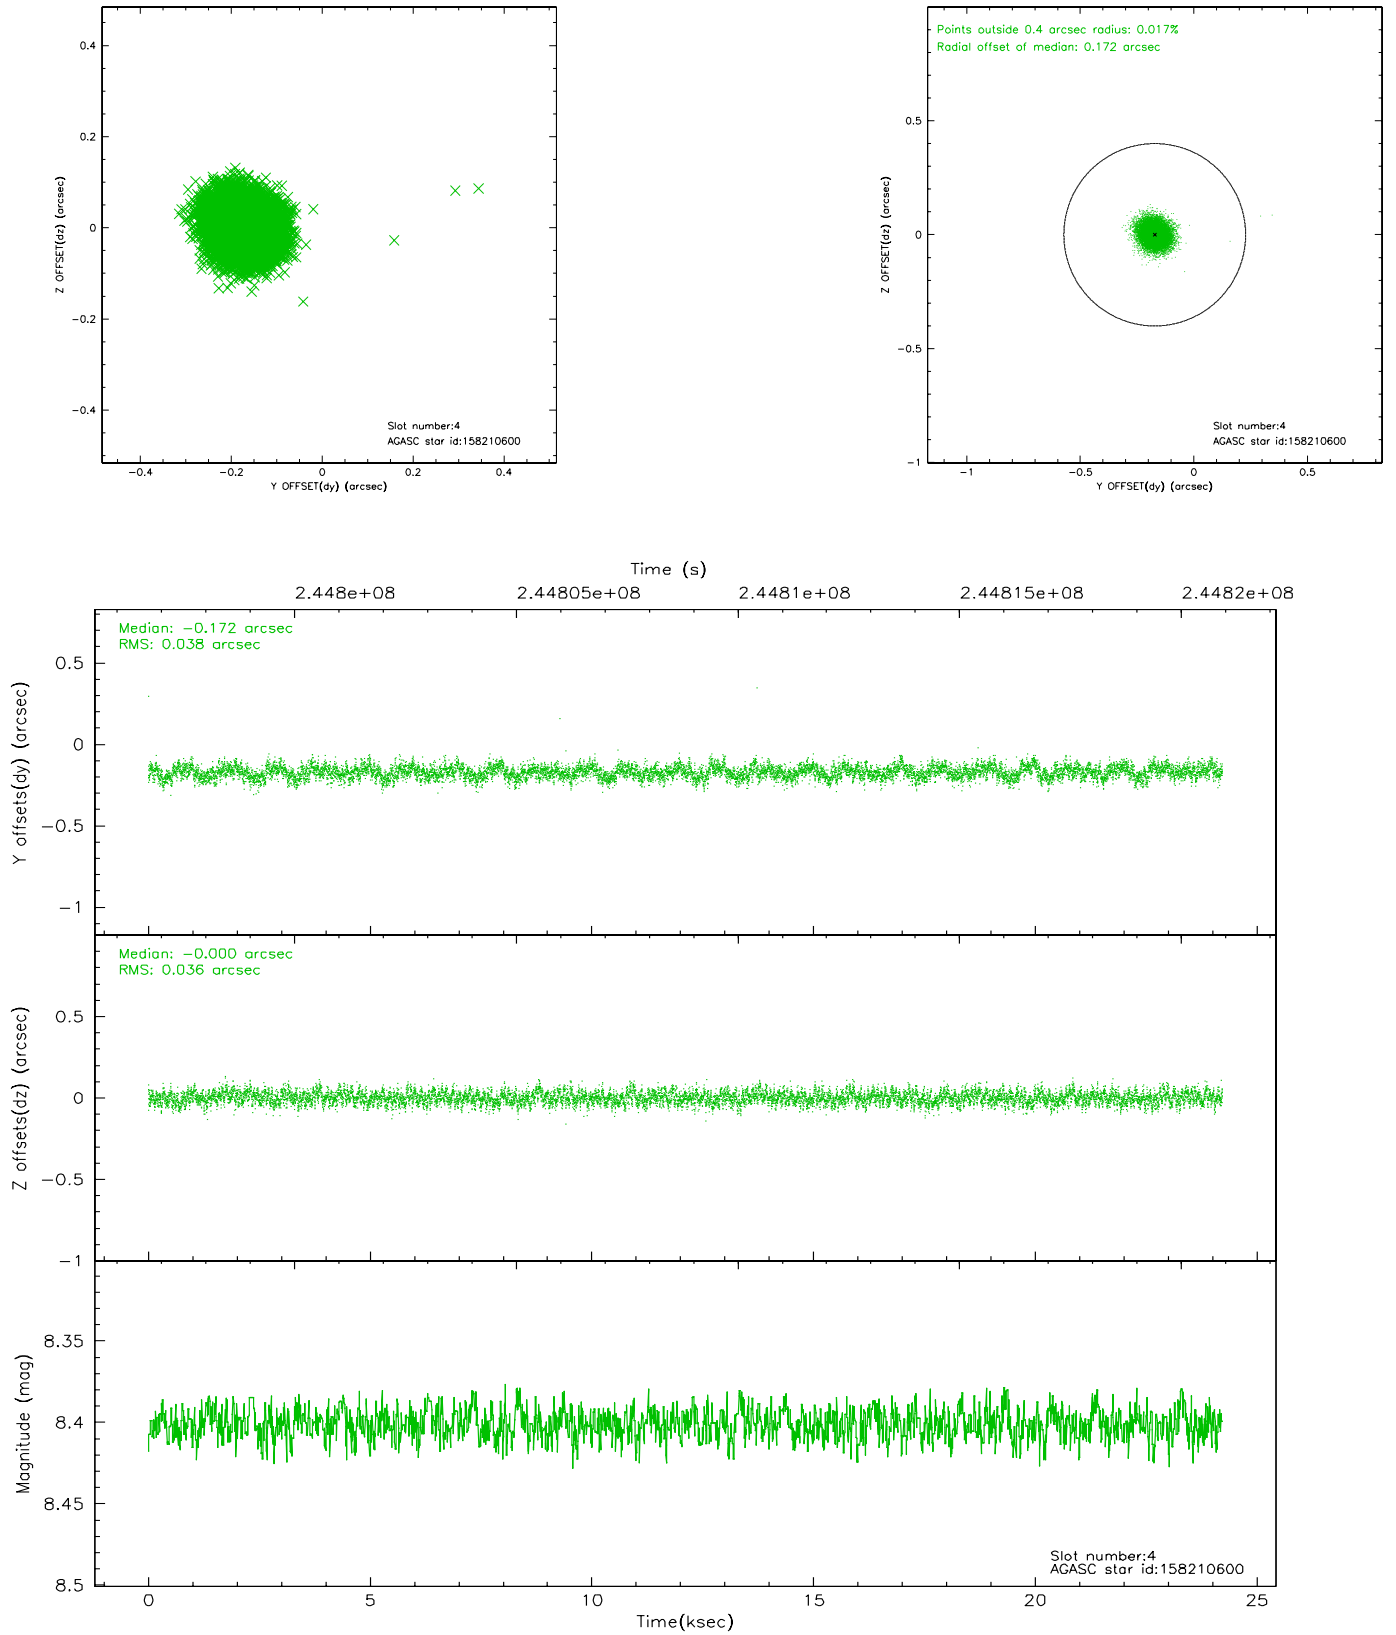 0.4
0.2
0
−0.2
−0.4
Z OFFSET(dz) (arcsec)
−0.4 −0.2 0 0.2 0.4
Y OFFSET(dy) (arcsec)
Slot number:4
AGASC star id:158210600
Points outside 0.4 arcsec radius: 0.017%
Radial offset of median: 0.172 arcsec
0.5
0
−0.5
−1
Z OFFSET(dz) (arcsec)
Slot number:4
AGASC star id:158210600
−1 −0.5 0 0.5
Y OFFSET(dy) (arcsec)
Time (s)
2.448e+08 2.44805e+08 2.4481e+08 2.44815e+08 2.4482e+08
Median: −0.172 arcsec
RMS: 0.038 arcsec
0.5
0
−0.5
−1
Y offsets(dy) (arcsec)
Median: −0.000 arcsec
RMS: 0.036 arcsec
0.5
0
−0.5
−1
Z offsets(dz) (arcsec)
8.35
8.4
8.45
8.5
Magnitude (mag)
Slot number:4
AGASC star id:158210600
0 5 10 15 20 25
Time(ksec)